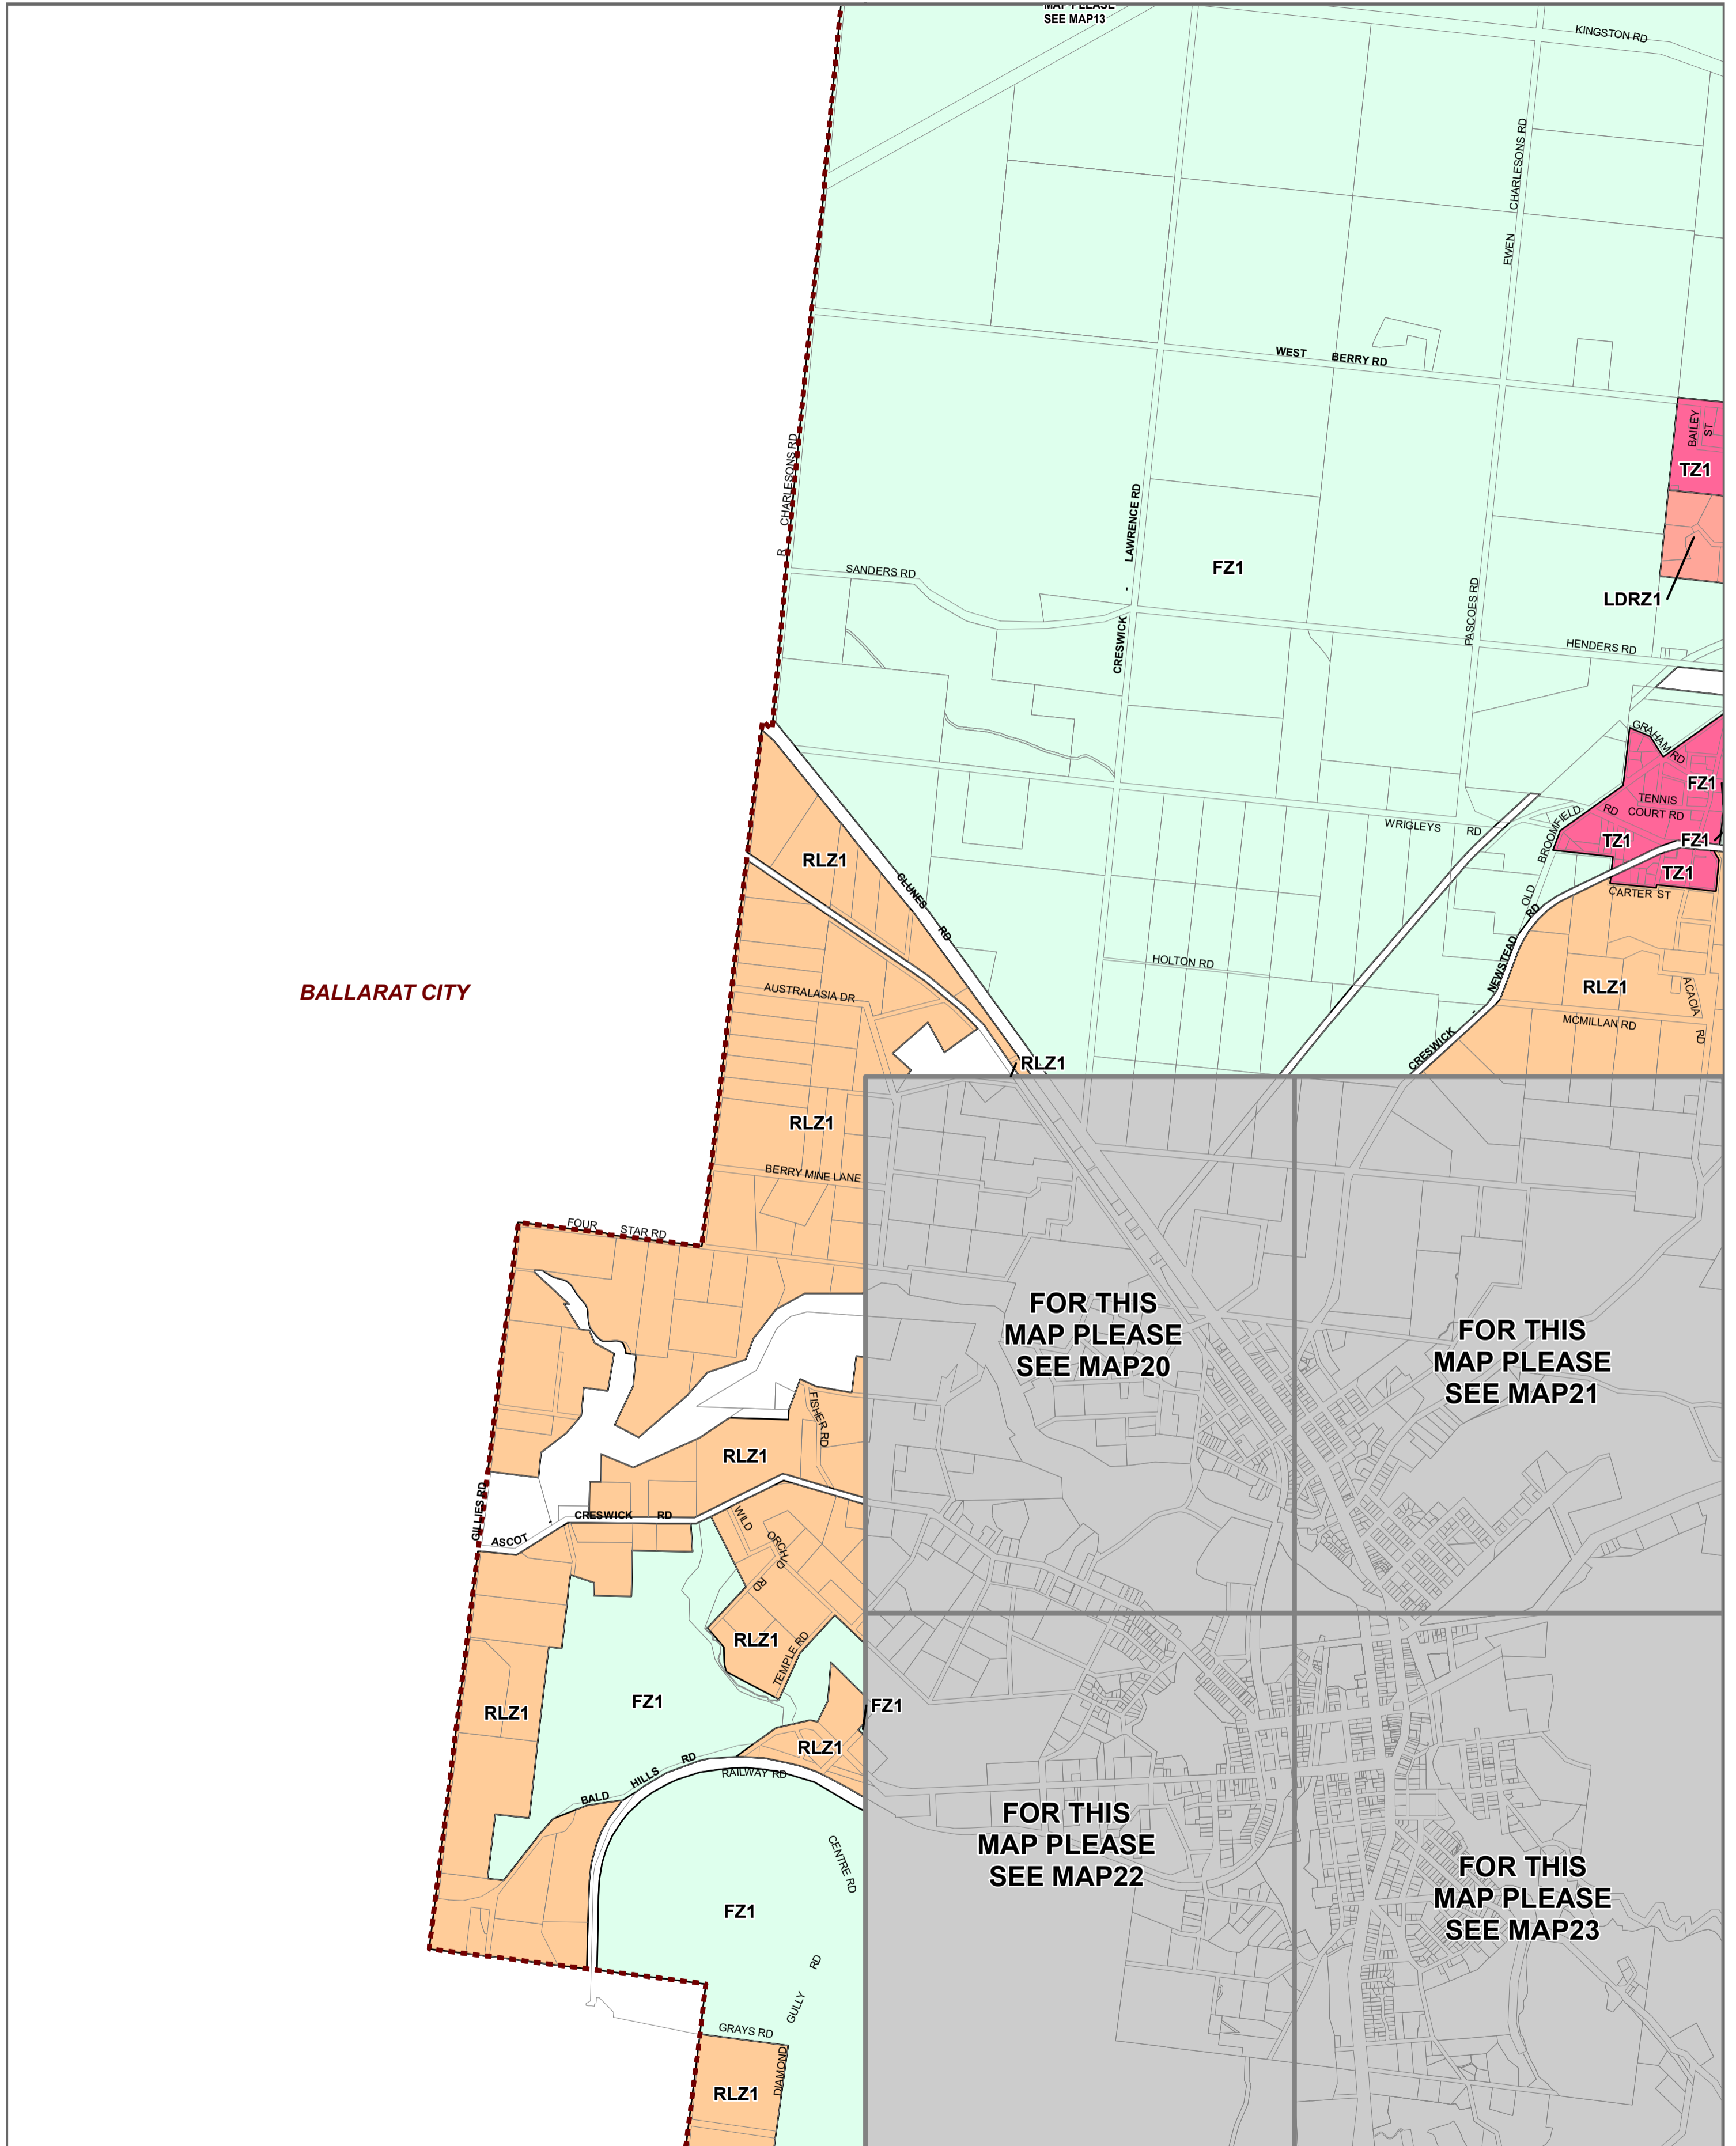 MAP PLEASE
SEE MAP13
KINGSTON RD
EWEN CHARLESONS RD
WEST BERRY RD
BAILEY
ST
TZ1
R CHARLESONS RD
CRESWICK - LAWRENCE RD
SANDERS RD
FZ1
LDRZ1
PASCOES RD
HENDERS RD
GRAHAM RD
FZ1
TENNIS
COURT RD
RD
OLD BROOMFIELD
WRIGLEYS RD
TZ1
FZ1
TZ1
CARTER ST
RLZ1
CLUNES RD
HOLTON RD
CRESWICK - NEWSTEAD RD
RLZ1
ACACIA RD
MCMILLAN RD
BALLARAT CITY
AUSTRALASIA DR
RLZ1
RLZ1
BERRY MINE LANE
FOUR STAR RD
FOR THIS
MAP PLEASE
SEE MAP20
FOR THIS
MAP PLEASE
SEE MAP21
FISHER RD
RLZ1
GILLIES RD
ASCOT - CRESWICK RD
WILD ORCHID RD
RLZ1
TEMPLE RD
FZ1
RLZ1
FZ1
RLZ1
BALD HILLS RD
RAILWAY RD
CENTRE RD
FOR THIS
MAP PLEASE
SEE MAP22
FOR THIS
MAP PLEASE
SEE MAP23
FZ1
DIAMOND GULLY RD
GRAYS RD
RLZ1